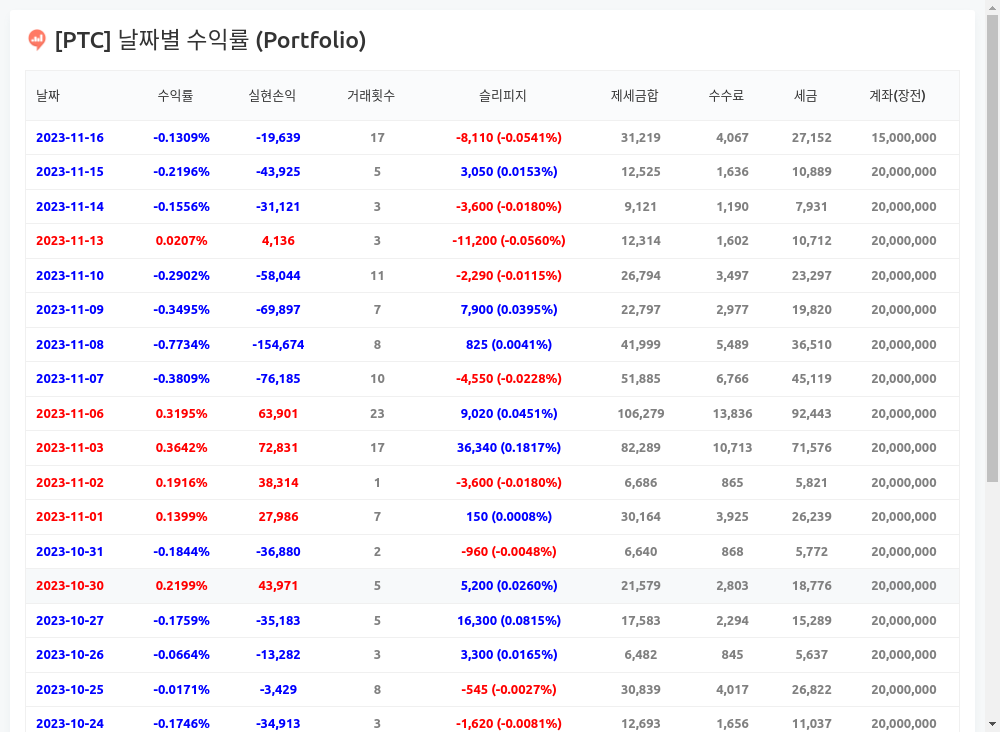 [PTC] 날짜별 수익률 (Portfolio)
날짜 수익률 실현손익 거래횟수 슬리피지 제세금합 수수료 세금 계좌(장전)
2023-11-16 -0.1309% -19,639 17 -8,110 (-0.0541%) 31,219 4,067 27,152 15,000,000
2023-11-15 -0.2196% -43,925 5 3,050 (0.0153%) 12,525 1,636 10,889 20,000,000
2023-11-14 -0.1556% -31,121 3 -3,600 (-0.0180%) 9,121 1,190 7,931 20,000,000
2023-11-13 0.0207% 4,136 3 -11,200 (-0.0560%) 12,314 1,602 10,712 20,000,000
2023-11-10 -0.2902% -58,044 11 -2,290 (-0.0115%) 26,794 3,497 23,297 20,000,000
2023-11-09 -0.3495% -69,897 7 7,900 (0.0395%) 22,797 2,977 19,820 20,000,000
2023-11-08 -0.7734% -154,674 8 825 (0.0041%) 41,999 5,489 36,510 20,000,000
2023-11-07 -0.3809% -76,185 10 -4,550 (-0.0228%) 51,885 6,766 45,119 20,000,000
2023-11-06 0.3195% 63,901 23 9,020 (0.0451%) 106,279 13,836 92,443 20,000,000
2023-11-03 0.3642% 72,831 17 36,340 (0.1817%) 82,289 10,713 71,576 20,000,000
2023-11-02 0.1916% 38,314 1 -3,600 (-0.0180%) 6,686 865 5,821 20,000,000
2023-11-01 0.1399% 27,986 7 150 (0.0008%) 30,164 3,925 26,239 20,000,000
2023-10-31 -0.1844% -36,880 2 -960 (-0.0048%) 6,640 868 5,772 20,000,000
2023-10-30 0.2199% 43,971 5 5,200 (0.0260%) 21,579 2,803 18,776 20,000,000
2023-10-27 -0.1759% -35,183 5 16,300 (0.0815%) 17,583 2,294 15,289 20,000,000
2023-10-26 -0.0664% -13,282 3 3,300 (0.0165%) 6,482 845 5,637 20,000,000
2023-10-25 -0.0171% -3,429 8 -545 (-0.0027%) 30,839 4,017 26,822 20,000,000
2023-10-24 -0.1746% -34,913 3 -1,620 (-0.0081%) 12,693 1,656 11,037 20,000,000